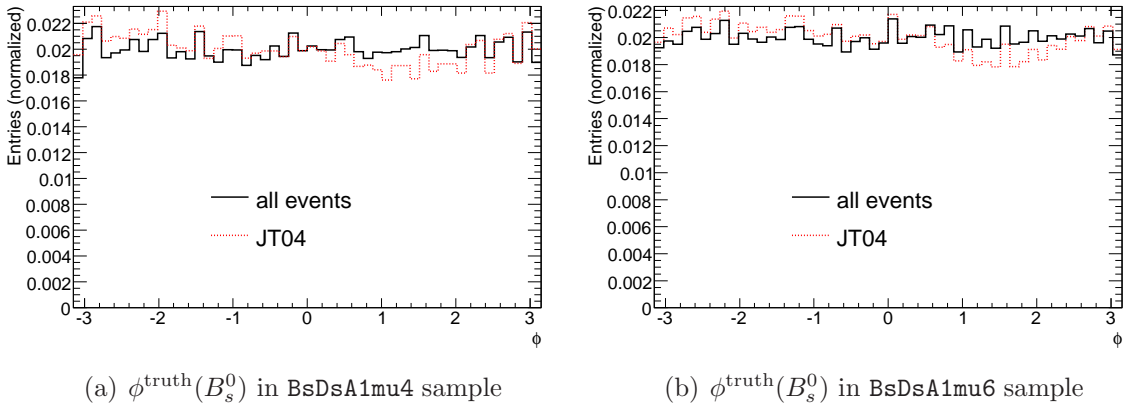 Entries (normalized)
0.022
0.02
0.018
0.016
0.014
0.012
0.01
0.008
0.006
0.004
0.002
0
all events
JT04
-3 -2 -1 0 1 2 3
ϕ
(a) ϕ^truth(B_s^0) in BsDsA1mu4 sample
Entries (normalized)
0.022
0.02
0.018
0.016
0.014
0.012
0.01
0.008
0.006
0.004
0.002
0
all events
JT04
-3 -2 -1 0 1 2 3
ϕ
(b) ϕ^truth(B_s^0) in BsDsA1mu6 sample